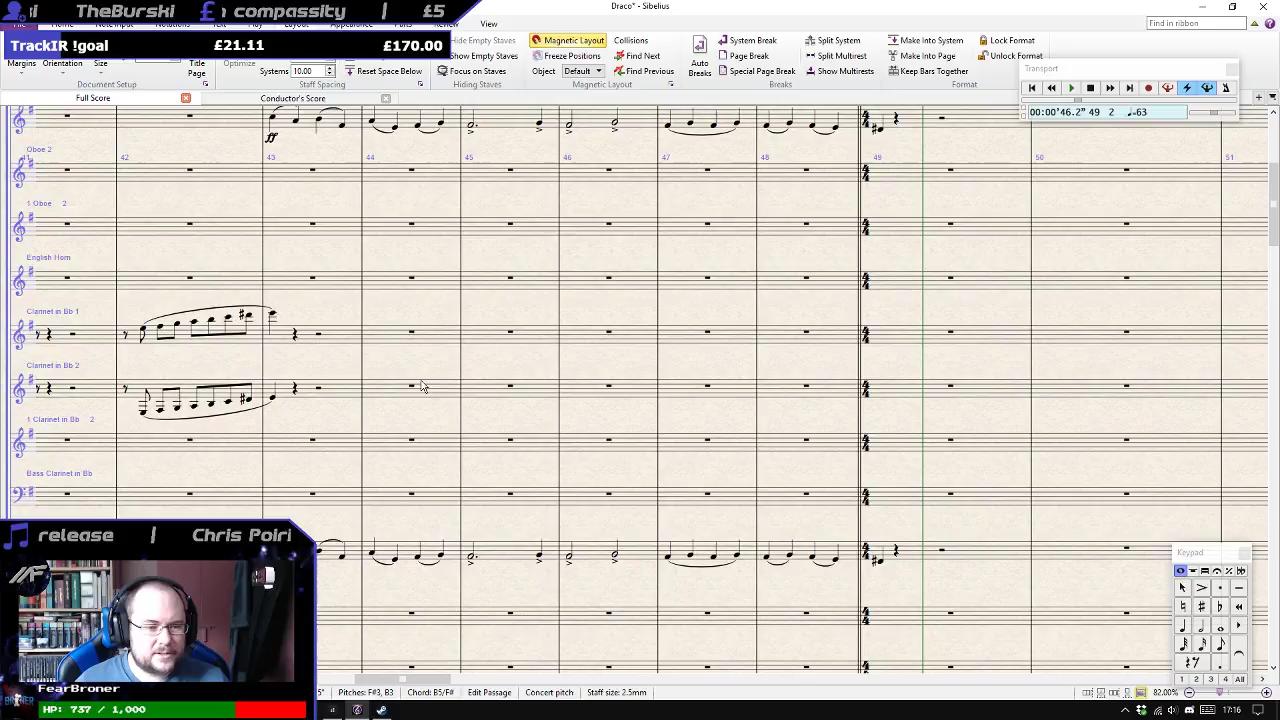 TheBurski
compassity
|
£5
TrackIR !goal
£21.11
£170.00
Draco* - Sibelius
View
Find in ribbon
Hide Empty Staves
Show Empty Staves
Focus on Staves
Hiding Staves
Magnetic Layout
Freeze Positions
Object
Default
Collisions
Find Next
Find Previous
Magnetic Layout
Auto
Breaks
System Break
Page Break
Special Page Break
Split System
Split Multirest
Show Multirests
Breaks
Make Into System
Make Into Page
Keep Bars Together
Lock Format
Unlock Format
Format
Margins
Orientation
Title
Page
Document Setup
Optimize
Systems
10.00
Reset Space Below
Staff Spacing
Transport
00:00'46.2"
49
2
=63
Full Score
Conductor's Score
ff
Oboe 2
42
43
44
45
46
47
48
49
50
51
1 Oboe 2
English Horn
Clarinet in Bb 1
Clarinet in Bb 2
1 Clarinet in Bb 2
Bass Clarinet in Bb
4
4
release
|
Chris Poiri
FearBroner
HP: 737 / 1,000
Keypad
1
2
3
4
All
Pitches: F#3, B3
Chord: B5/F#
Edit Passage
Concert pitch
Staff size: 2.5mm
17:16